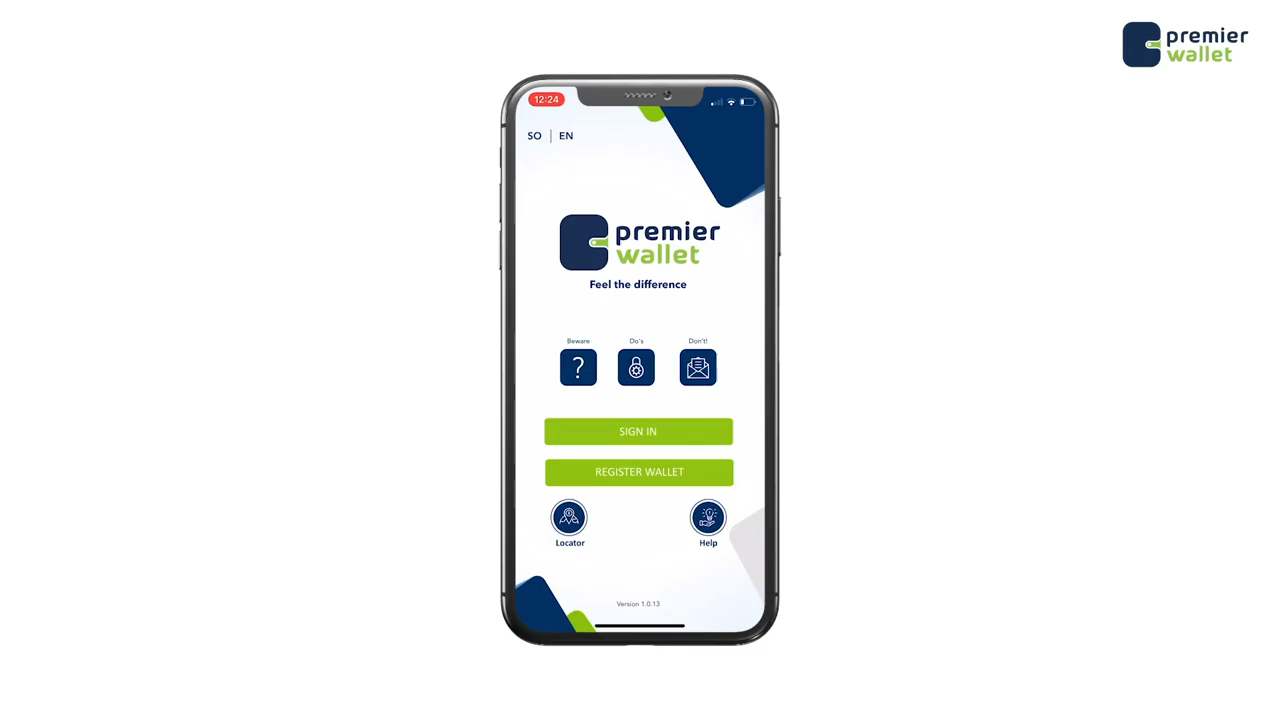 premier
wallet
12:24
SO | EN
premier
wallet
Feel the difference
Beware Do's Don't!
?
SIGN IN
REGISTER WALLET
Locator Help
Version 1.0.13